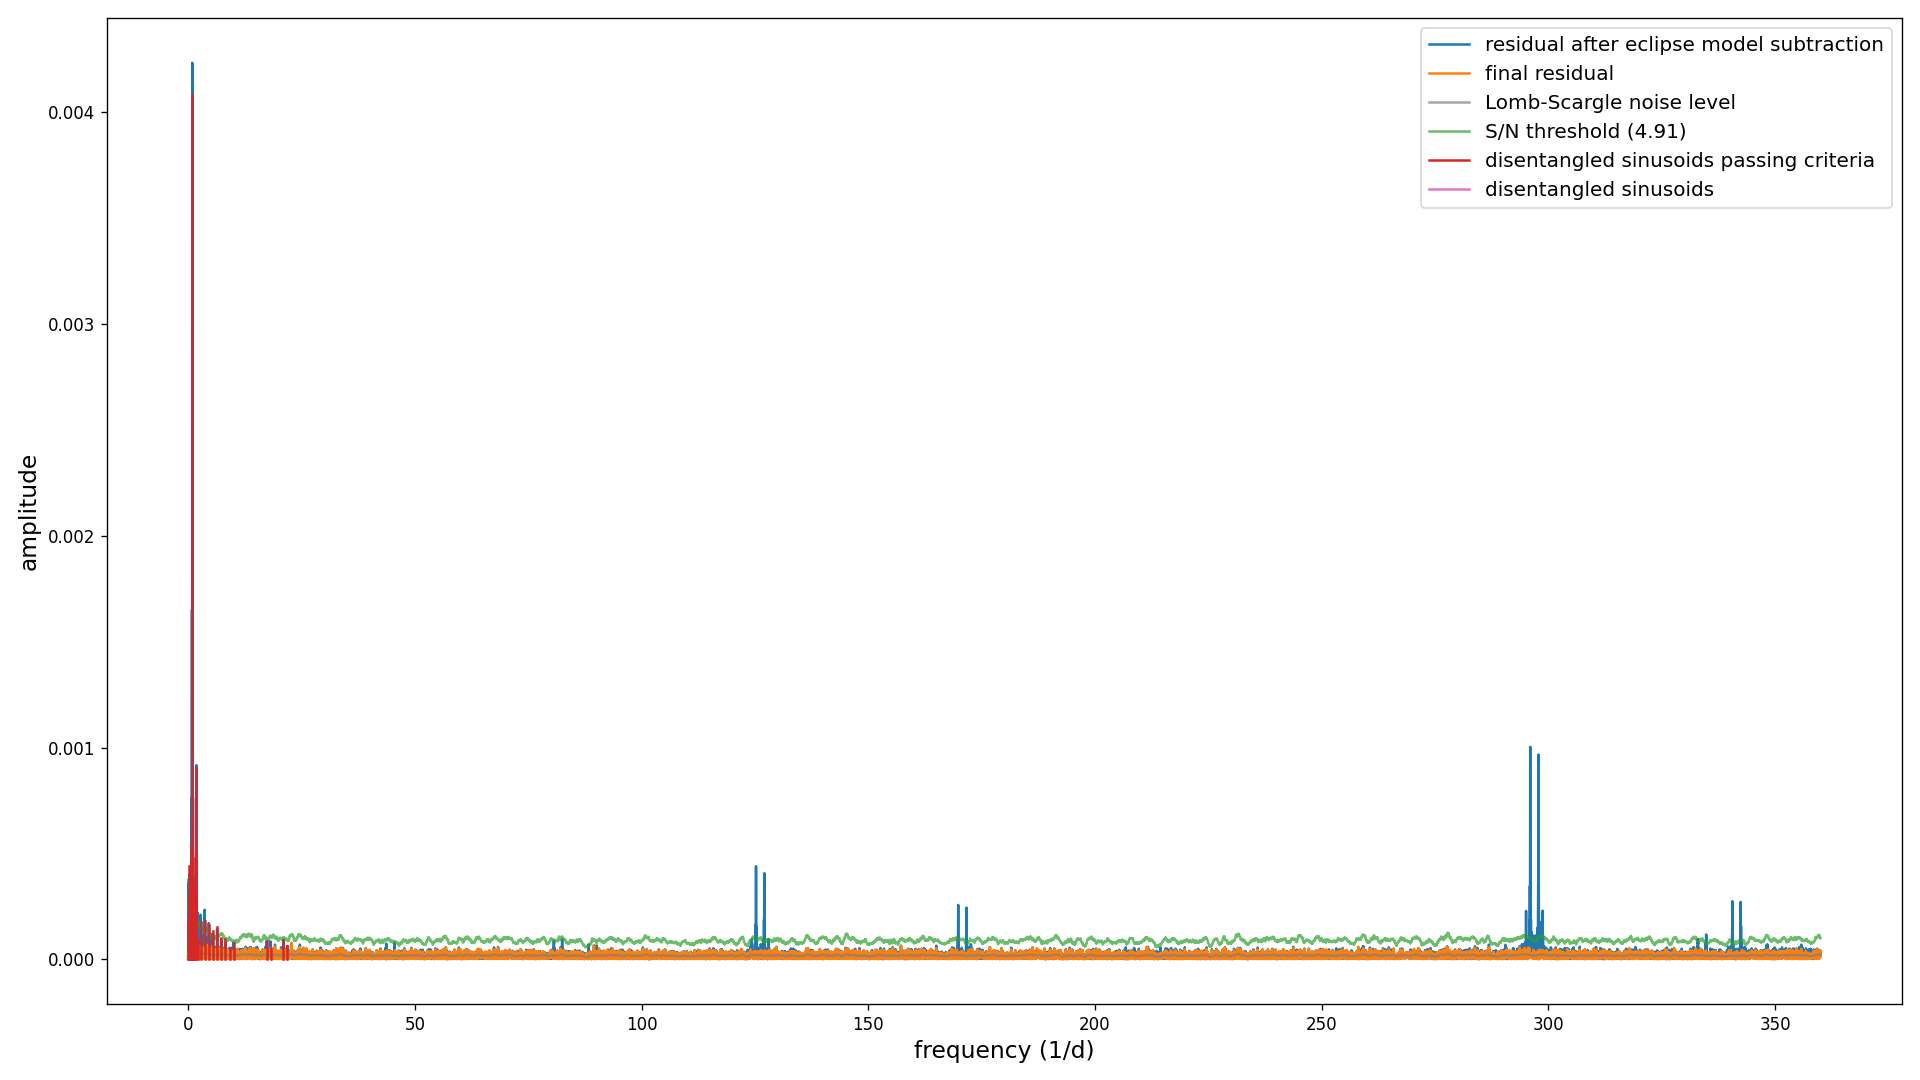 residual after eclipse model subtraction
final residual
Lomb-Scargle noise level
S/N threshold (4.91)
disentangled sinusoids passing criteria
disentangled sinusoids
0.004
0.003
0.002
0.001
0.000
amplitude
0 50 100 150 200 250 300 350
frequency (1/d)